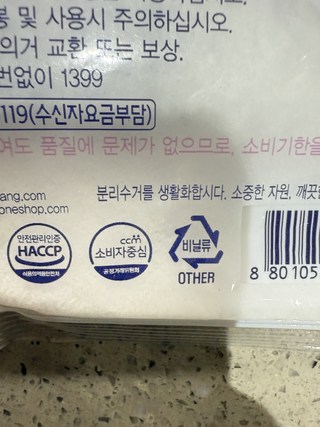 및 사용시 주의하십시오.
의거 교환 또는 보상.
번없이 1399
119(수신자요금부담)
여도 품질에 문제가 없으므로, 소비기한을
ang.com
분리수거를 생활화합시다. 소중한 자원,
oneshop.com
안전관리인증
HACCP
식품의약품안전처
ccm
소비자중심
공정거래위원회
비닐류
OTHER
8 80105